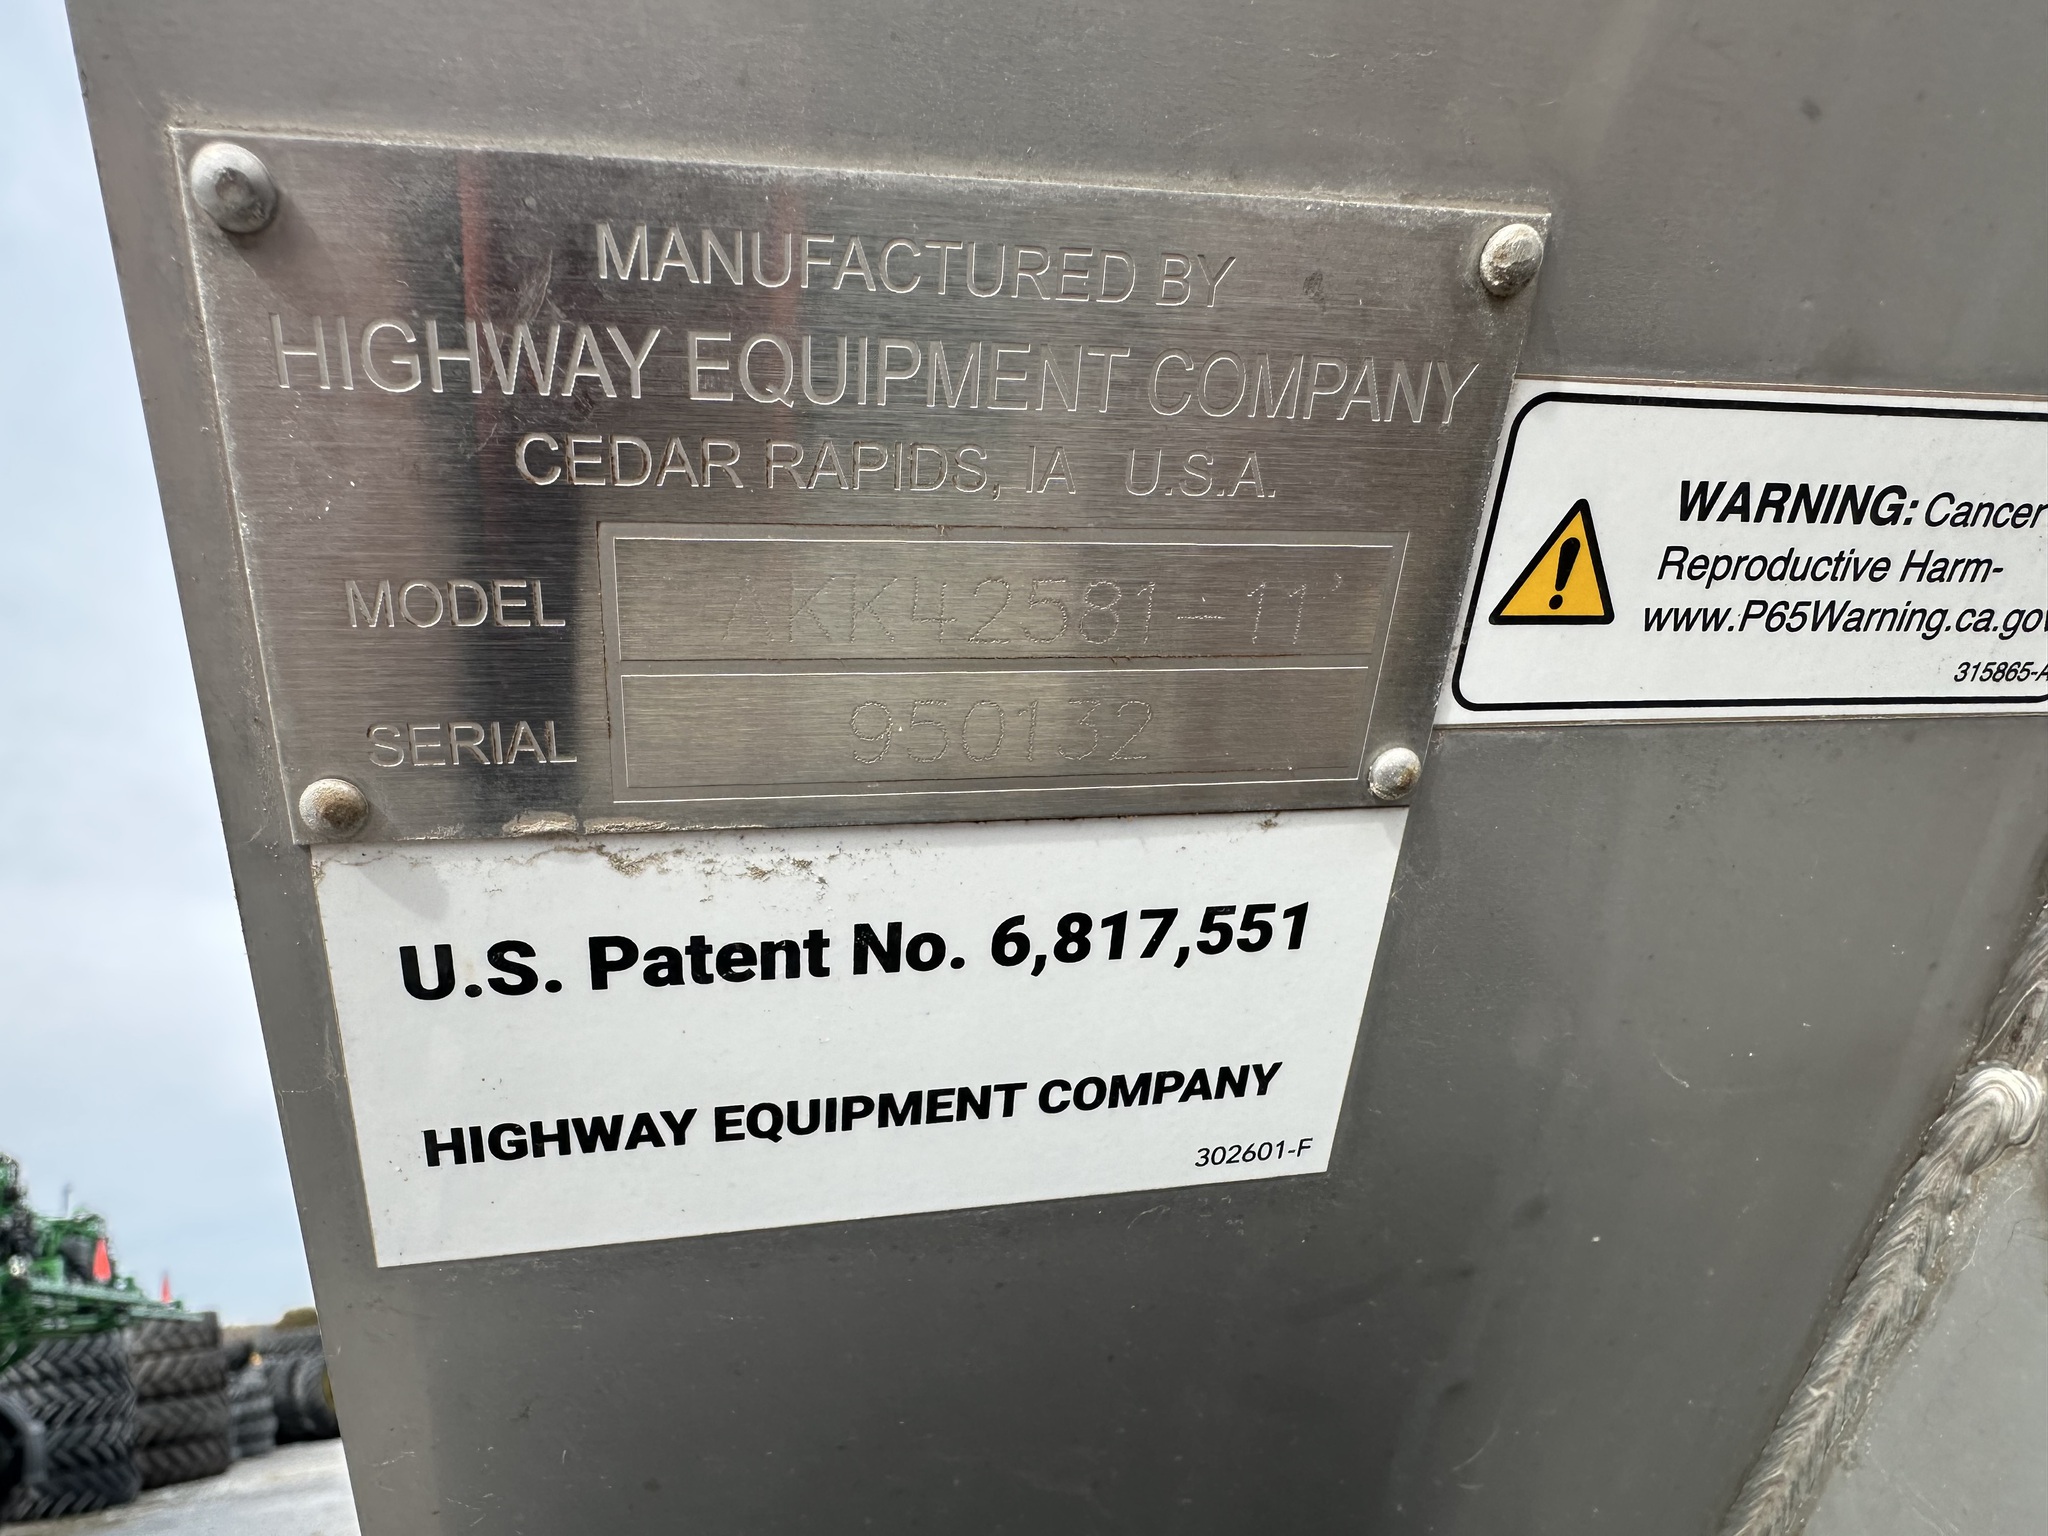 MANUFACTURED BY
HIGHWAY EQUIPMENT COMPANY
CEDAR RAPIDS, IA U.S.A.
MODEL AKK42581-11'
SERIAL 950132
WARNING: Cancer
Reproductive Harm-
www.P65Warning.ca.gov
315865-A
U.S. Patent No. 6,817,551
HIGHWAY EQUIPMENT COMPANY
302601-F